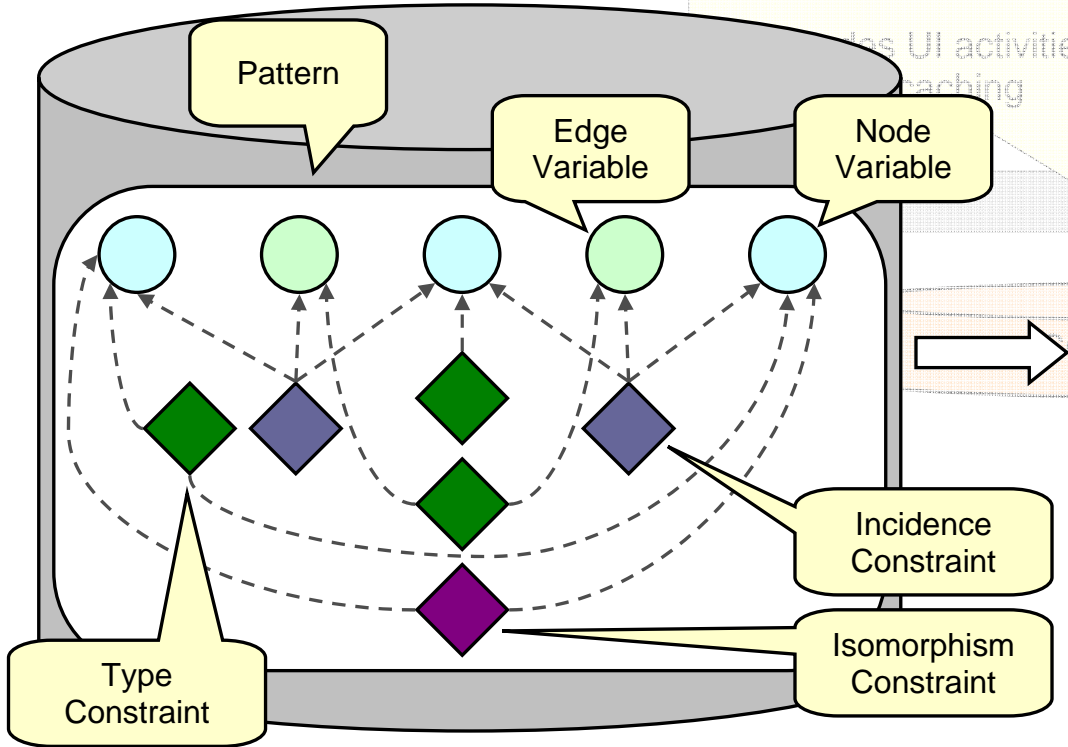 Pattern
Edge
Variable
Node
Variable
Incidence
Constraint
Isomorphism
Constraint
Type
Constraint